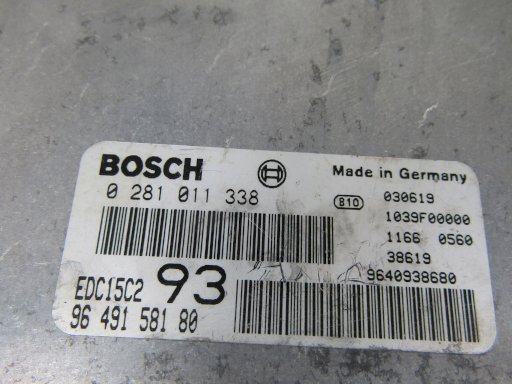 BOSCH
Made in Germany
0 281 011 338
B10 030619
1039F00000
1166 0560
38619
9640938680
EDC15C2 93
96 491 581 80